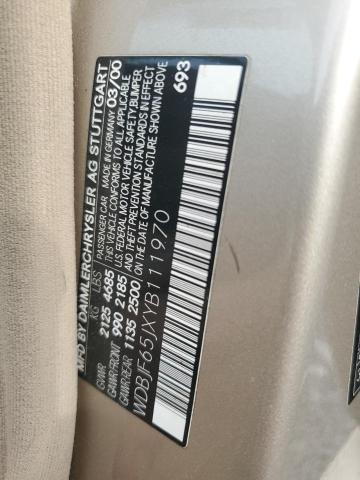 MFD BY DAIMLERCHRYSLER AG STUTTGART
KG LBS PASSENGER CAR MADE IN GERMANY 03/00
GVWR 2125 4685 THIS VEHICLE CONFORMS TO ALL APPLICABLE
GAWR FRONT 990 2185 U.S. FEDERAL MOTOR VEHICLE SAFETY, BUMPER
GAWR REAR 1135 2500 AND THEFT PREVENTION STANDARDS IN EFFECT
ON THE DATE OF MANUFACTURE SHOWN ABOVE
WDBJF65JXYB111970 693